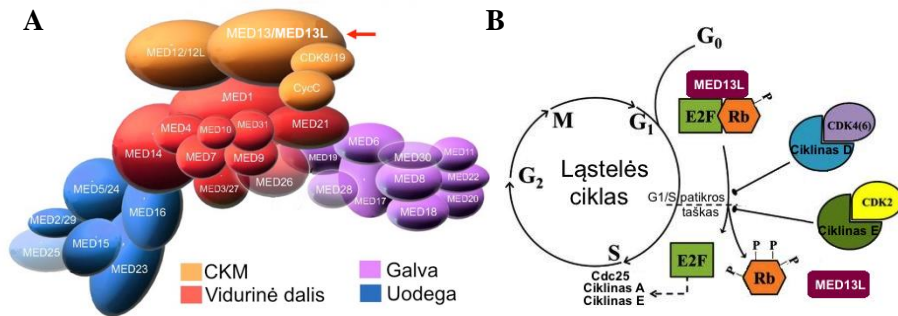 A
MED13/MED13L
MED12/12L
CDK8/19
CycC
MED1
MED4
MED10
MED31
MED21
MED14
MED7
MED9
MED19
MED6
MED11
MED30
MED3/27
MED26
MED28
MED8
MED22
MED5/24
MED16
MED17
MED18
MED20
MED2/29
MED15
MED25
MED23
CKM
Galva
Vidurinė dalis
Uodega
B
G0
MED13L
P
E2F
Rb
M
G1
CDK4(6)
Ciklinas D
G2
Ląstelės
ciklas
G1/S patikros
taškas
CDK2
Ciklinas E
S
E2F
P P
P
P
Rb
MED13L
Cdc25
Ciklinas A
Ciklinas E